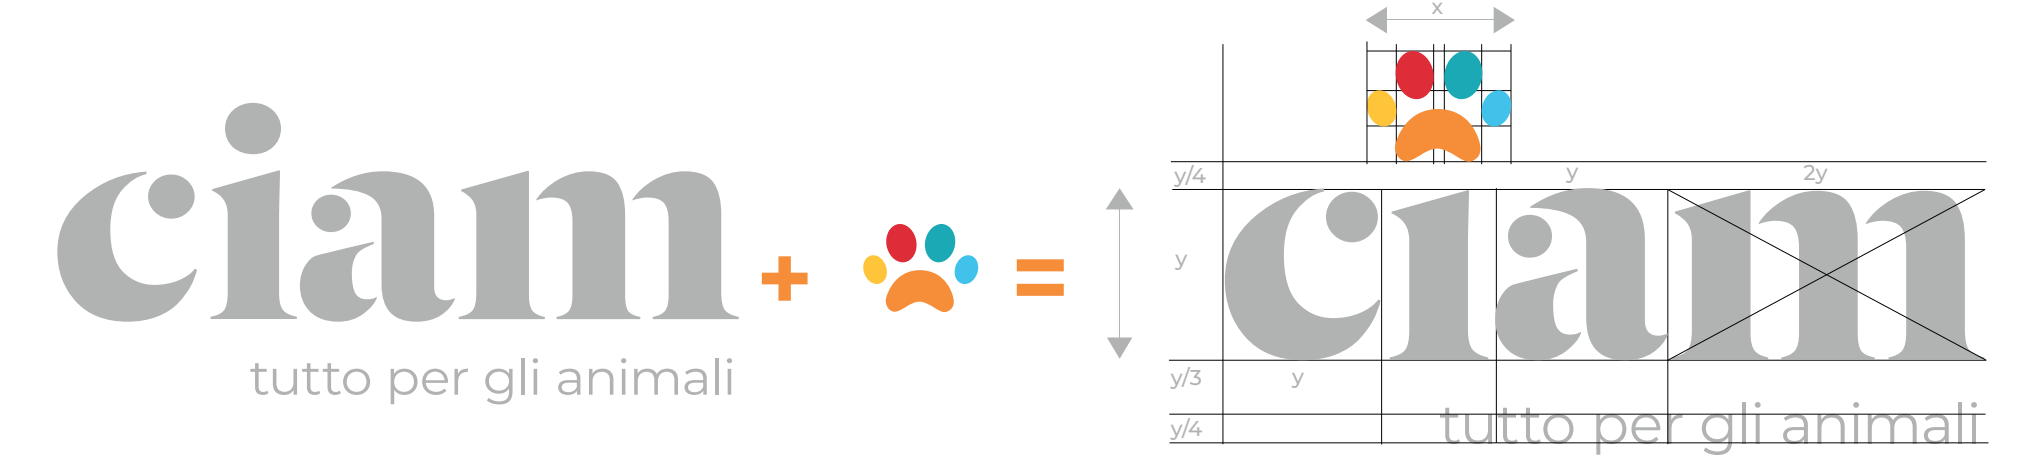 ciam
tutto per gli animali
+
=
x
y/4
y
2y
y
ciam
y/3
y
y/4
tutto per gli animali